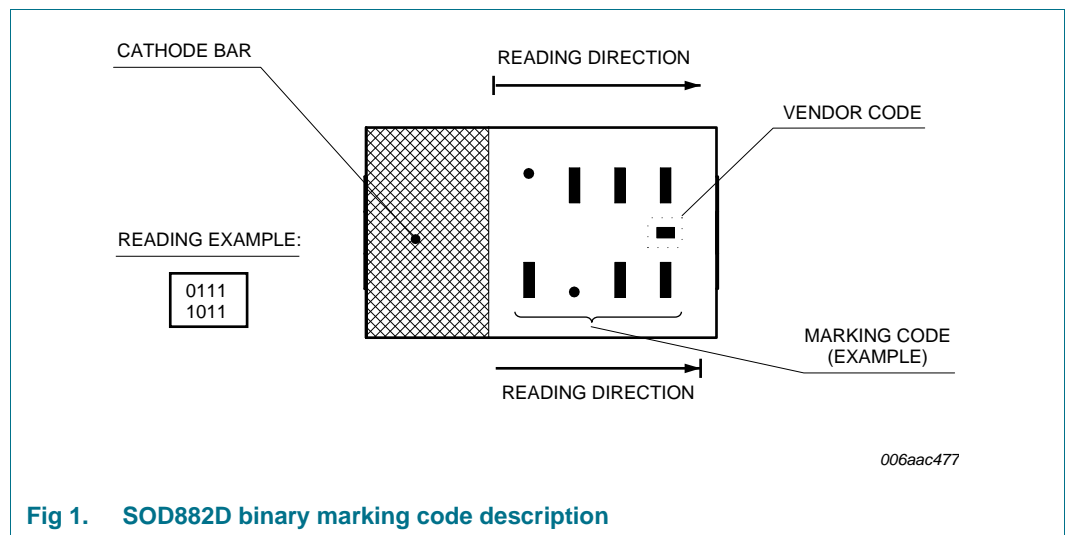 CATHODE BAR
READING DIRECTION
VENDOR CODE
READING EXAMPLE:
0111
1011
MARKING CODE
(EXAMPLE)
READING DIRECTION
006aac477
Fig 1. SOD882D binary marking code description